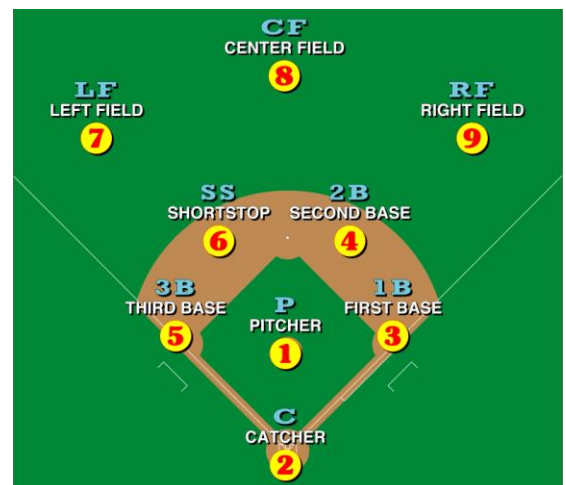 CF
CENTER FIELD
8
LF
LEFT FIELD
7
RF
RIGHT FIELD
9
SS
SHORTSTOP
6
2B
SECOND BASE
4
3B
THIRD BASE
5
P
PITCHER
1
1B
FIRST BASE
3
C
CATCHER
2